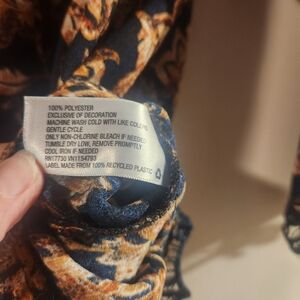 100% POLYESTER
EXCLUSIVE OF DECORATION
MACHINE WASH COLD WITH LIKE COLORS
GENTLE CYCLE
ONLY NON-CHLORINE BLEACH IF NEEDED
TUMBLE DRY LOW, REMOVE PROMPTLY
COOL IRON IF NEEDED
RN17730 VN1154793
LABEL MADE FROM 100% RECYCLED PLASTIC